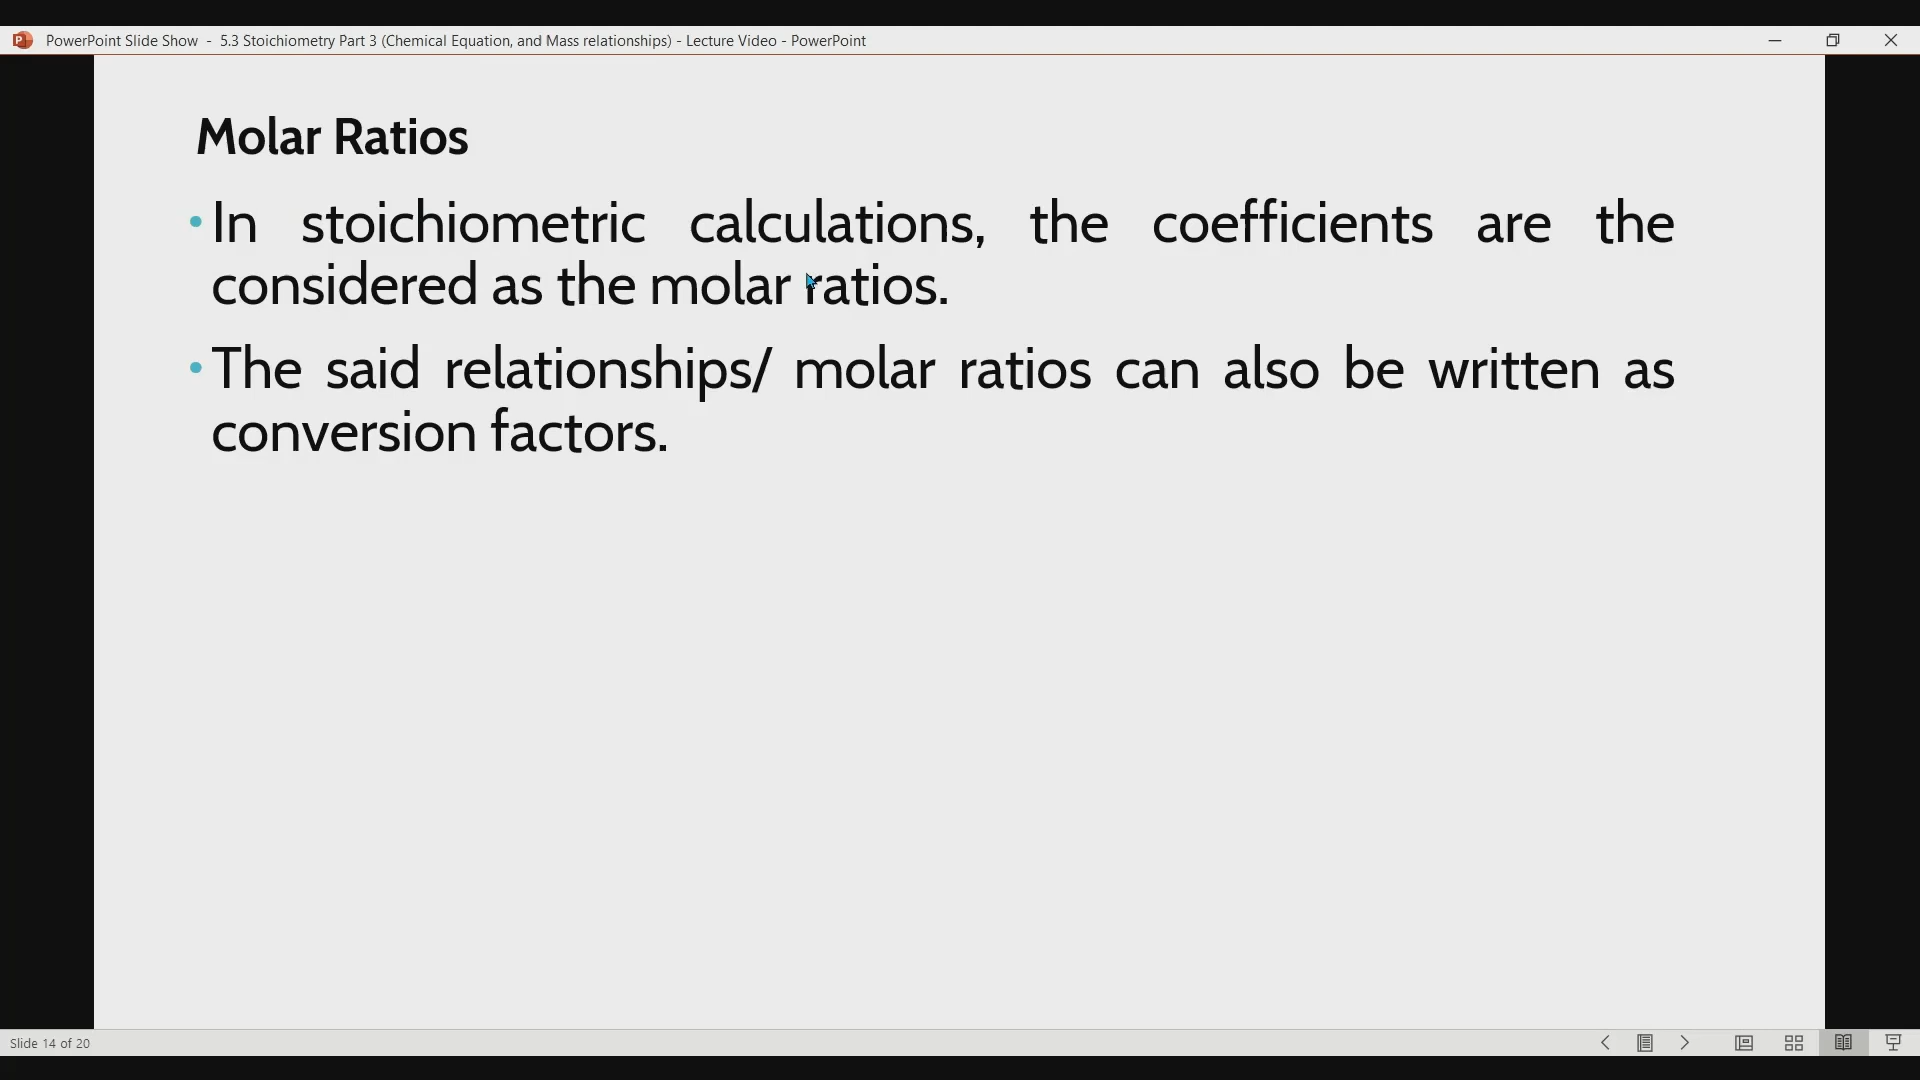 PowerPoint Slide Show - 5.3 Stoichiometry Part 3 (Chemical Equation, and Mass relationships) - Lecture Video - PowerPoint
Molar Ratios
• In stoichiometric calculations, the coefficients are the
considered as the molar ratios.
• The said relationships/ molar ratios can also be written as
conversion factors.
Slide 14 of 20